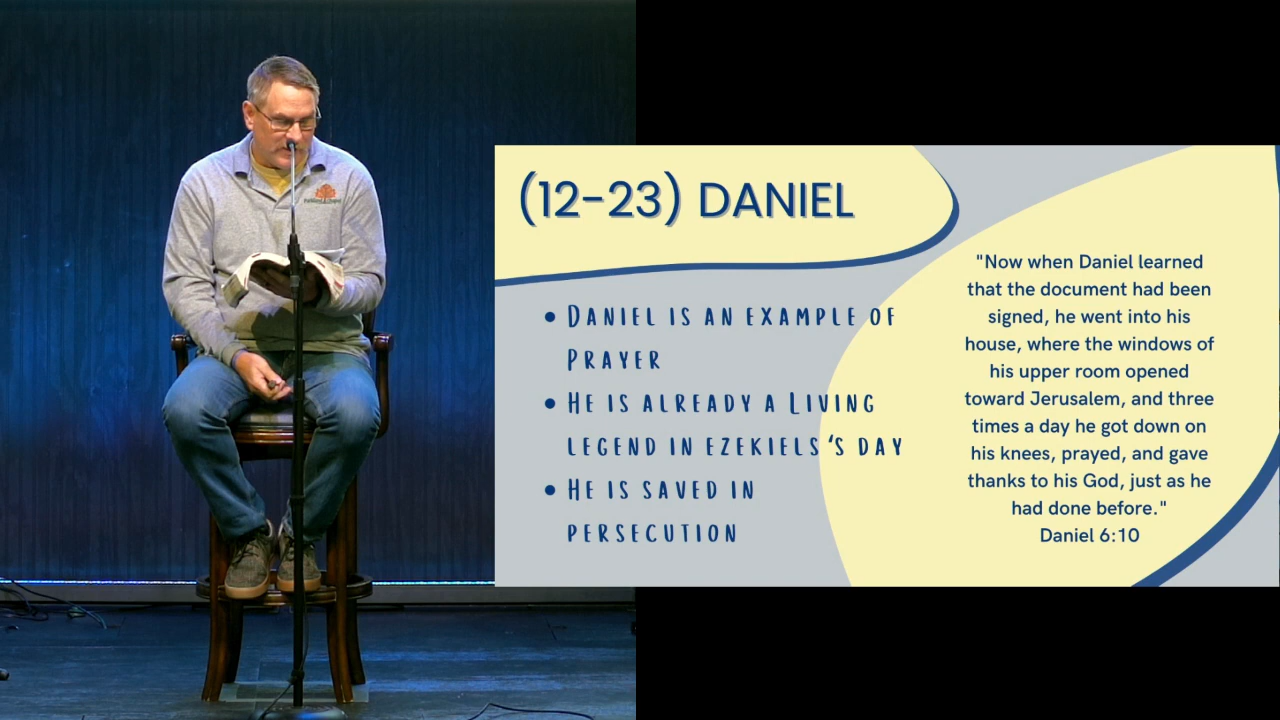 (12-23) DANIEL
• DANIEL IS AN EXAMPLE OF
PRAYER
• HE IS ALREADY A LIVING
LEGEND IN EZEKIELS 'S DAY
• HE IS SAVED IN
PERSECUTION
"Now when Daniel learned
that the document had been
signed, he went into his
house, where the windows of
his upper room opened
toward Jerusalem, and three
times a day he got down on
his knees, prayed, and gave
thanks to his God, just as he
had done before."
Daniel 6:10